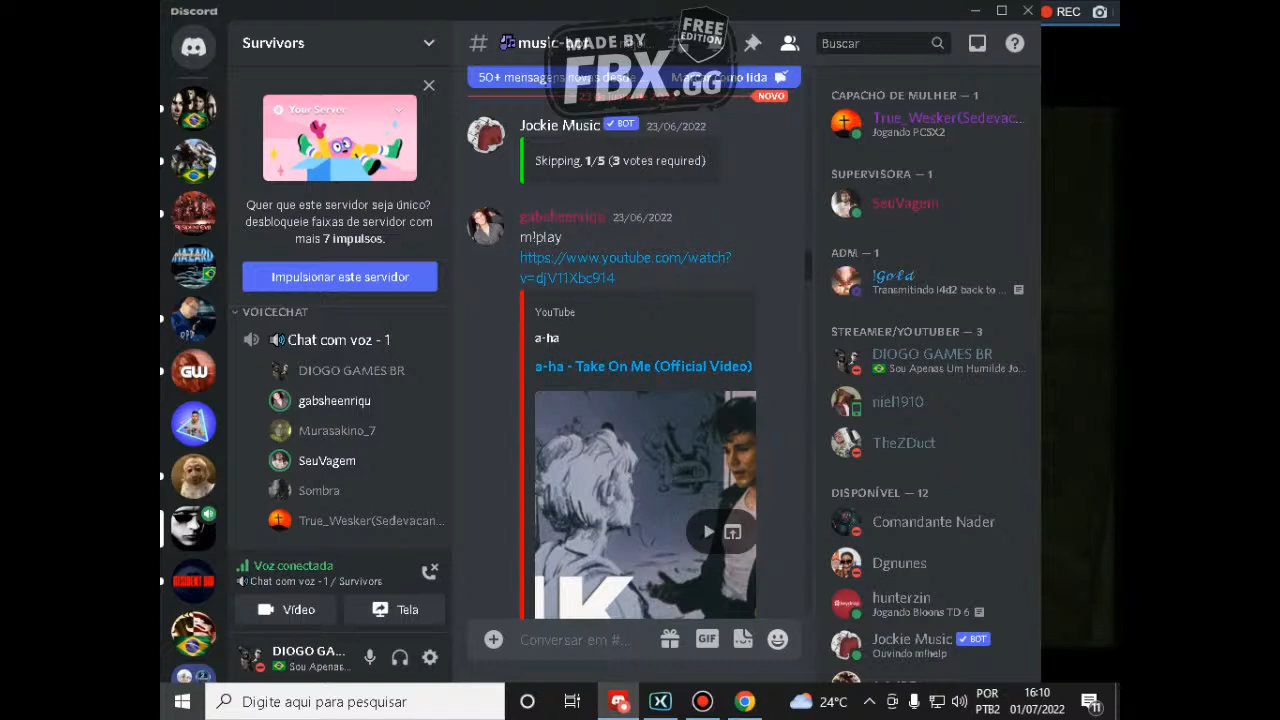 Discord
REC
Survivors
music-bot
Buscar
MADE BY
FBX.GG
FREE
EDITION
50+ mensagens novas desde
Marcar como lida
NOVO
Your Server
Quer que este servidor seja único?
desbloqueie faixas de servidor com
mais 7 impulsos.
Impulsionar este servidor
VOICECHAT
Chat com voz - 1
DIOGO GAMES BR
gabsheenriqu
Murasakino_7
SeuVagem
Sombra
True_Wesker(Sedevacan...
Voz conectada
Chat com voz - 1 / Survivors
Vídeo
Tela
DIOGO GA...
Sou Apenas...
Jockie Music BOT 23/06/2022
Skipping, 1/5 (3 votes required)
gabsheenriqu 23/06/2022
m!play
https://www.youtube.com/watch?
v=djV11Xbc914
YouTube
a-ha
a-ha - Take On Me (Official Video)
Conversar em #...
GIF
CAPACHO DE MULHER — 1
True_Wesker(Sedevac...
Jogando PCSX2
SUPERVISORA — 1
SeuVagem
ADM — 1
!Gold
Transmitindo l4d2 back to ...
STREAMER/YOUTUBER — 3
DIOGO GAMES BR
Sou Apenas Um Humilde Jo...
niel1910
TheZDuct
DISPONÍVEL — 12
Comandante Nader
Dgnunes
hunterzin
Jogando Bloons TD 6
Jockie Music BOT
Ouvindo m!help
GW
Digite aqui para pesquisar
24°C
POR
PTB2
16:10
01/07/2022
11